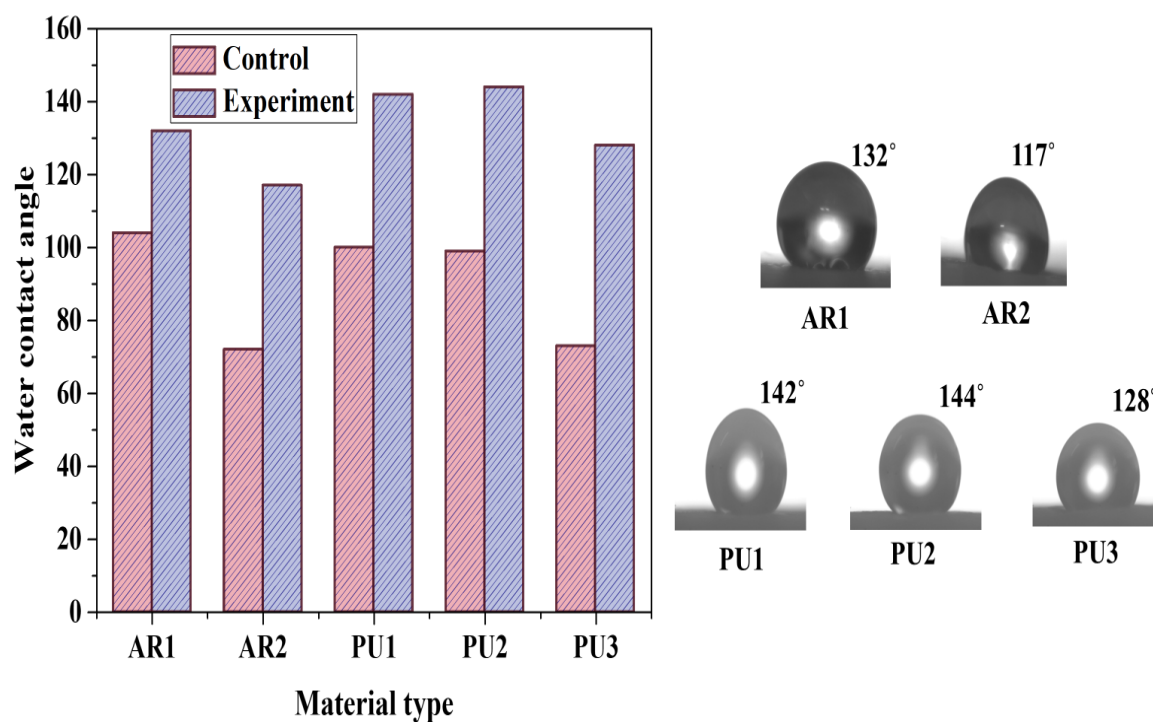 160
140
120
100
80
60
40
20
0
Water contact angle
Control
Experiment
AR1 AR2 PU1 PU2 PU3
Material type
132° 117°
AR1 AR2
142° 144° 128°
PU1 PU2 PU3